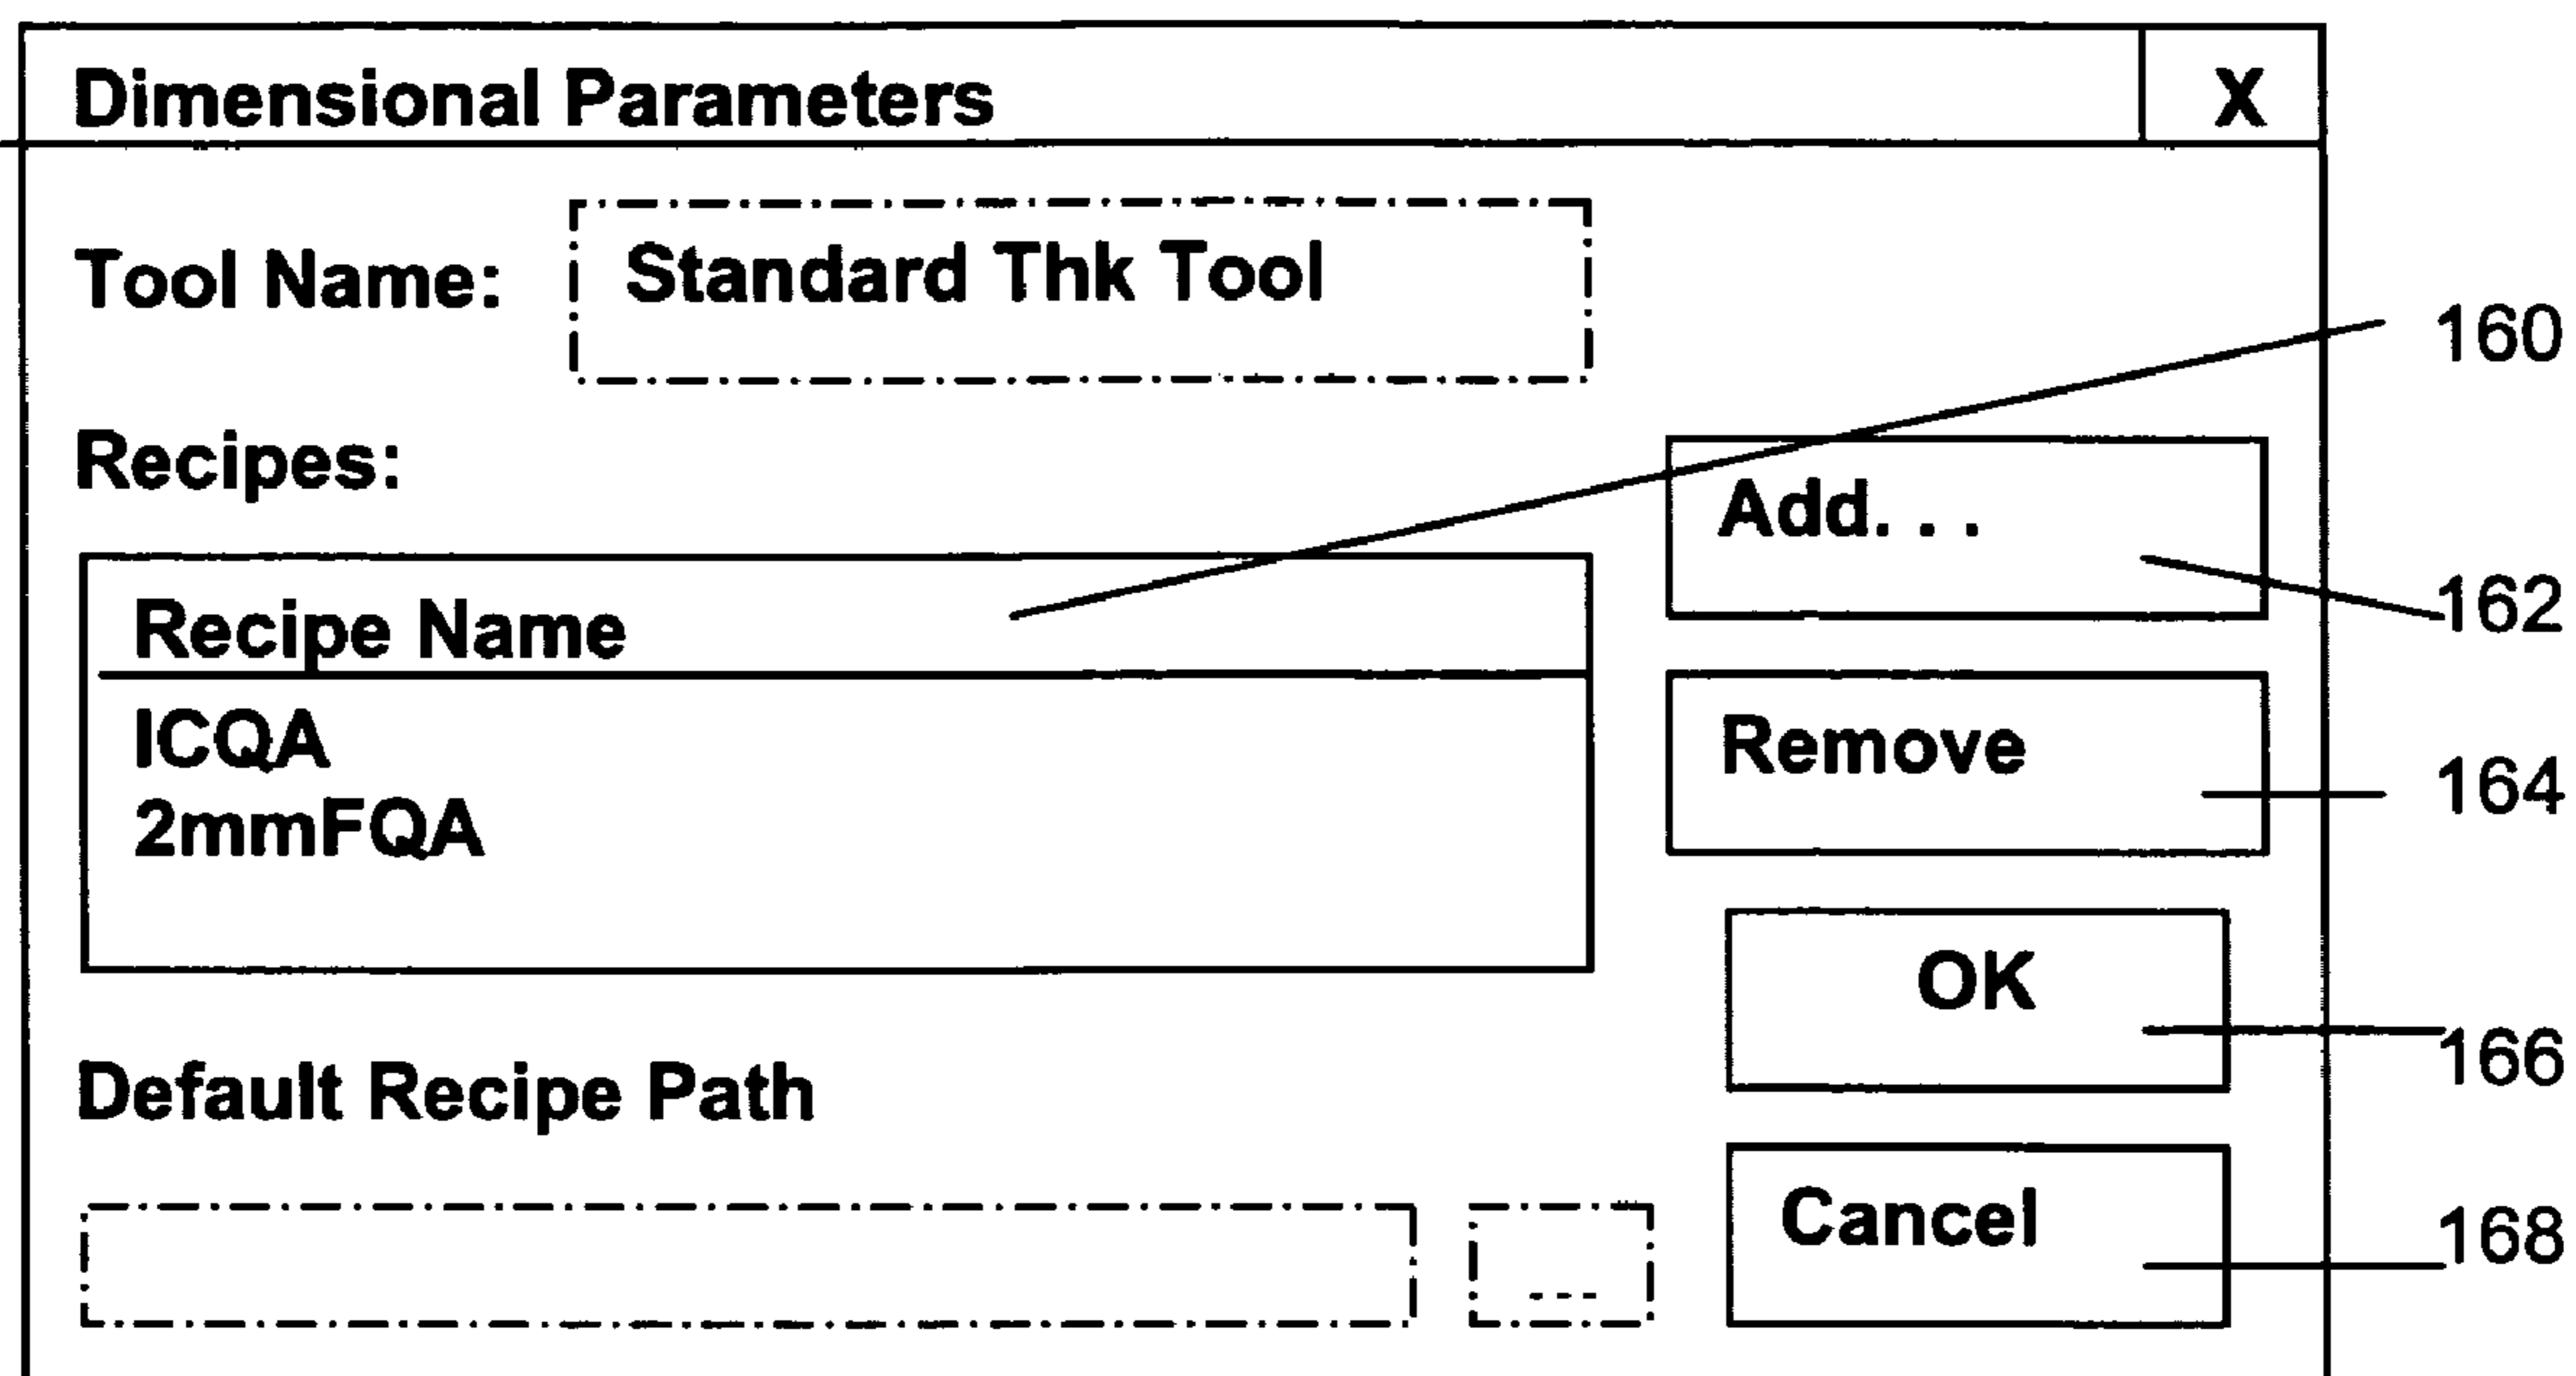 Dimensional Parameters X
Tool Name: Standard Thk Tool
160
Recipes:
Add. . .
162
Recipe Name
ICQA
2mmFQA
Remove
164
OK
166
Default Recipe Path
Cancel
168
---